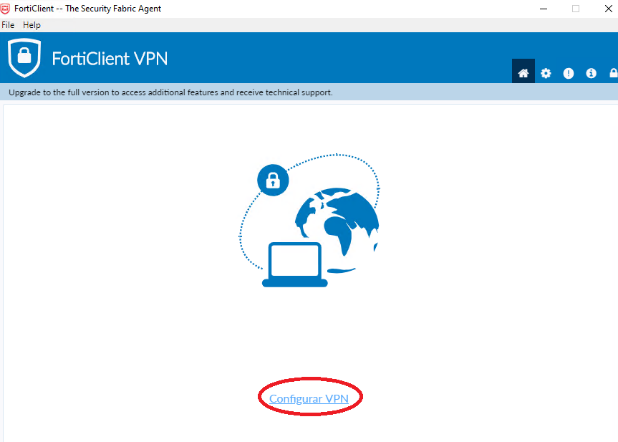 FortiClient -- The Security Fabric Agent
File Help
FortiClient VPN
Upgrade to the full version to access additional features and receive technical support.
Configurar VPN